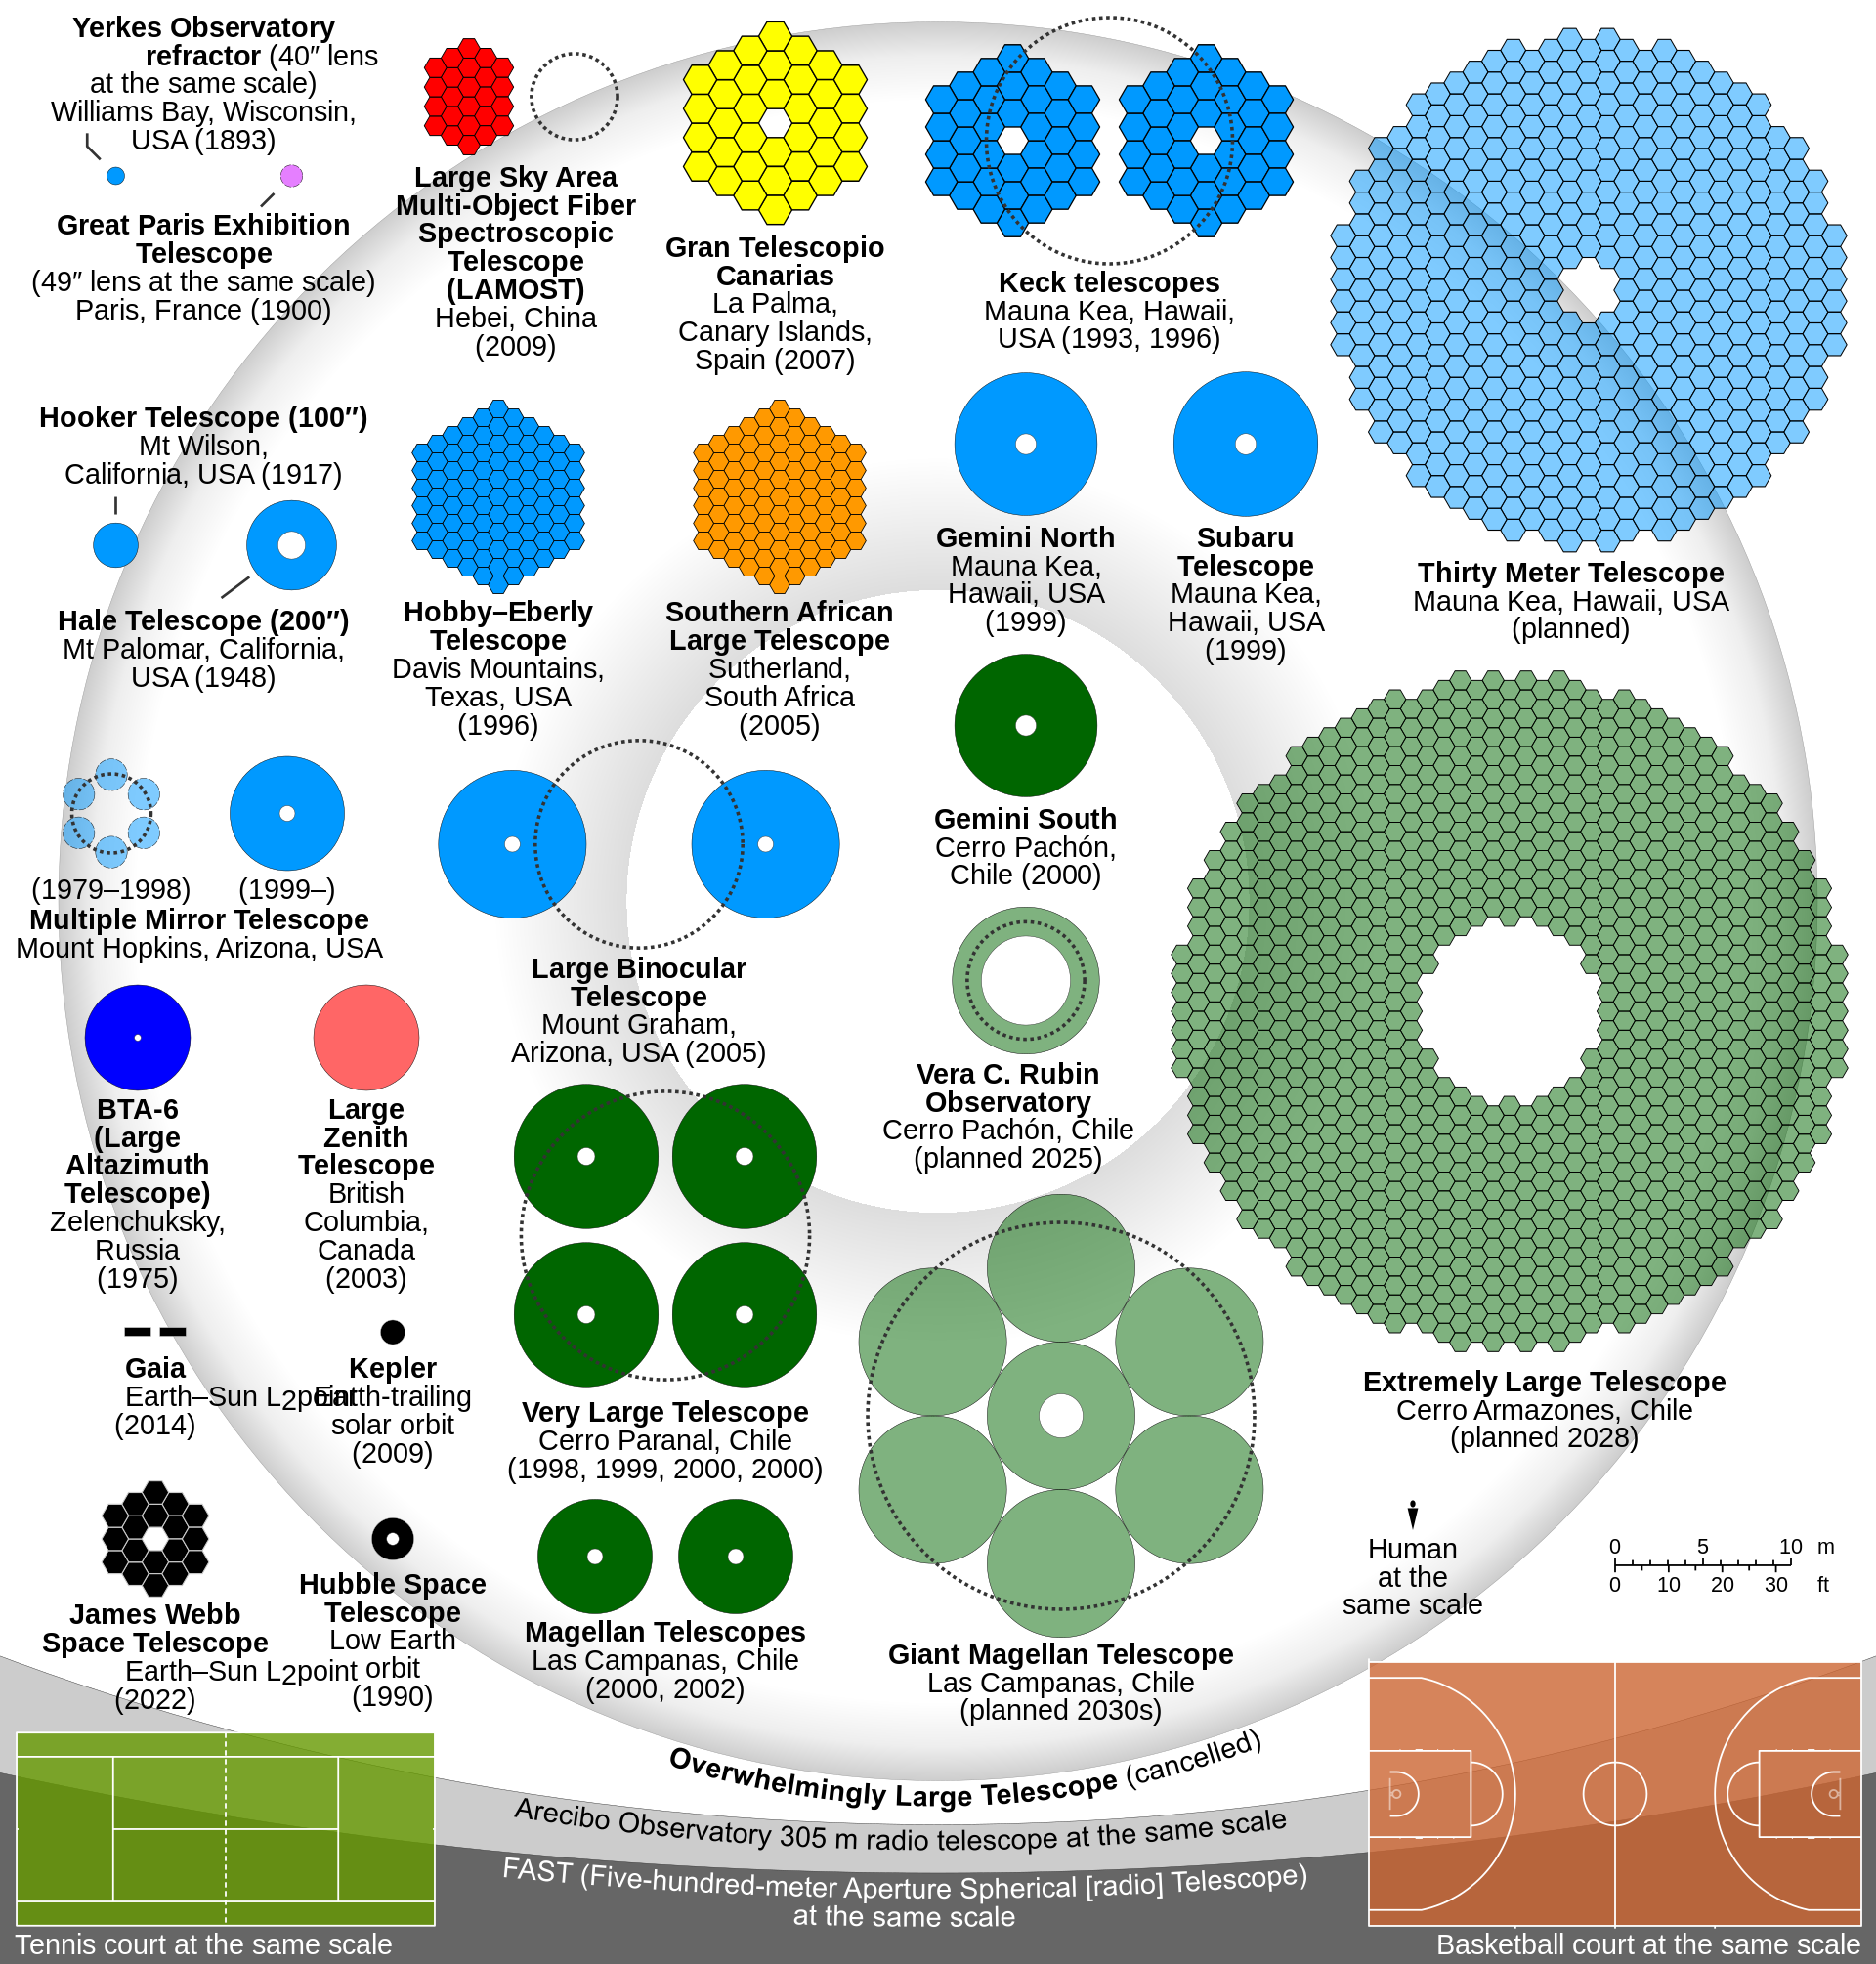 Yerkes Observatory
refractor (40″ lens
at the same scale)
Williams Bay, Wisconsin,
USA (1893)
Great Paris Exhibition
Telescope
(49″ lens at the same scale)
Paris, France (1900)
Large Sky Area
Multi-Object Fiber
Spectroscopic
Telescope
(LAMOST)
Hebei, China
(2009)
Gran Telescopio
Canarias
La Palma,
Canary Islands,
Spain (2007)
Keck telescopes
Mauna Kea, Hawaii,
USA (1993, 1996)
Thirty Meter Telescope
Mauna Kea, Hawaii, USA
(planned)
Hooker Telescope (100″)
Mt Wilson,
California, USA (1917)
Hale Telescope (200″)
Mt Palomar, California,
USA (1948)
Hobby–Eberly
Telescope
Davis Mountains,
Texas, USA
(1996)
Southern African
Large Telescope
Sutherland,
South Africa
(2005)
Gemini North
Mauna Kea,
Hawaii, USA
(1999)
Subaru
Telescope
Mauna Kea,
Hawaii, USA
(1999)
Gemini South
Cerro Pachón,
Chile (2000)
(1979–1998)
(1999–)
Multiple Mirror Telescope
Mount Hopkins, Arizona, USA
Large Binocular
Telescope
Mount Graham,
Arizona, USA (2005)
Vera C. Rubin
Observatory
Cerro Pachón, Chile
(planned 2025)
Extremely Large Telescope
Cerro Armazones, Chile
(planned 2028)
BTA-6
(Large
Altazimuth
Telescope)
Zelenchuksky,
Russia
(1975)
Large
Zenith
Telescope
British
Columbia,
Canada
(2003)
Gaia
Earth–Sun L2 point
(2014)
Kepler
Earth-trailing
solar orbit
(2009)
Very Large Telescope
Cerro Paranal, Chile
(1998, 1999, 2000, 2000)
James Webb
Space Telescope
Earth–Sun L2 point
(2022)
Hubble Space
Telescope
Low Earth
orbit
(1990)
Magellan Telescopes
Las Campanas, Chile
(2000, 2002)
Giant Magellan Telescope
Las Campanas, Chile
(planned 2030s)
Human
at the
same scale
0 5 10 m
0 10 20 30 ft
Overwhelmingly Large Telescope (cancelled)
Arecibo Observatory 305 m radio telescope at the same scale
FAST (Five-hundred-meter Aperture Spherical [radio] Telescope)
at the same scale
Tennis court at the same scale
Basketball court at the same scale